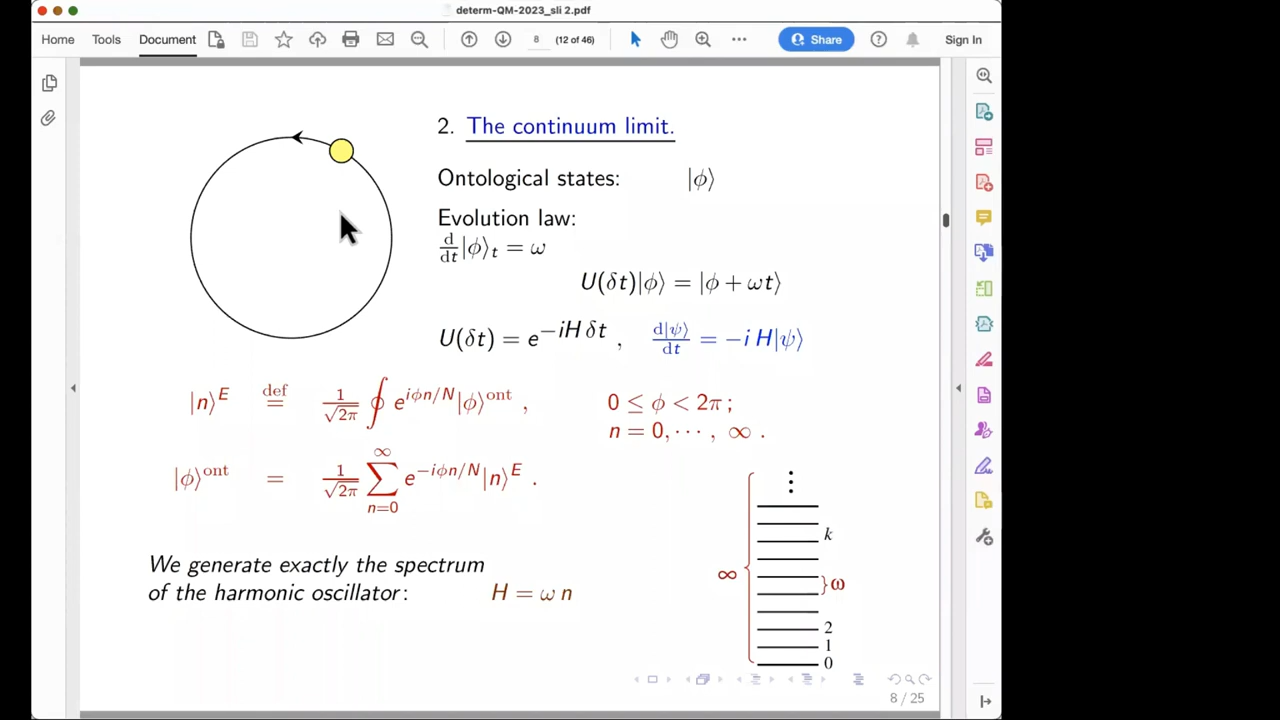 determ-QM-2023_sli 2.pdf
Home Tools Document 8 (12 of 46) ••• Share Sign In
2. The continuum limit.
Ontological states: |ϕ⟩
Evolution law:
d/dt |ϕ⟩t = ω
U(δt)|ϕ⟩ = |ϕ + ωt⟩
U(δt) = e^{−iH δt} , d|ψ⟩/dt = −i H|ψ⟩
|n⟩^E def= 1/√2π ∮ e^{iϕn/N}|ϕ⟩^ont , 0 ≤ ϕ < 2π ;
n = 0, ⋯ , ∞ .
|ϕ⟩^ont = 1/√2π ∑_{n=0}^{∞} e^{−iϕn/N}|n⟩^E .
We generate exactly the spectrum
of the harmonic oscillator: H = ω n
⋮
k
∞ }ω
2
1
0
8 / 25